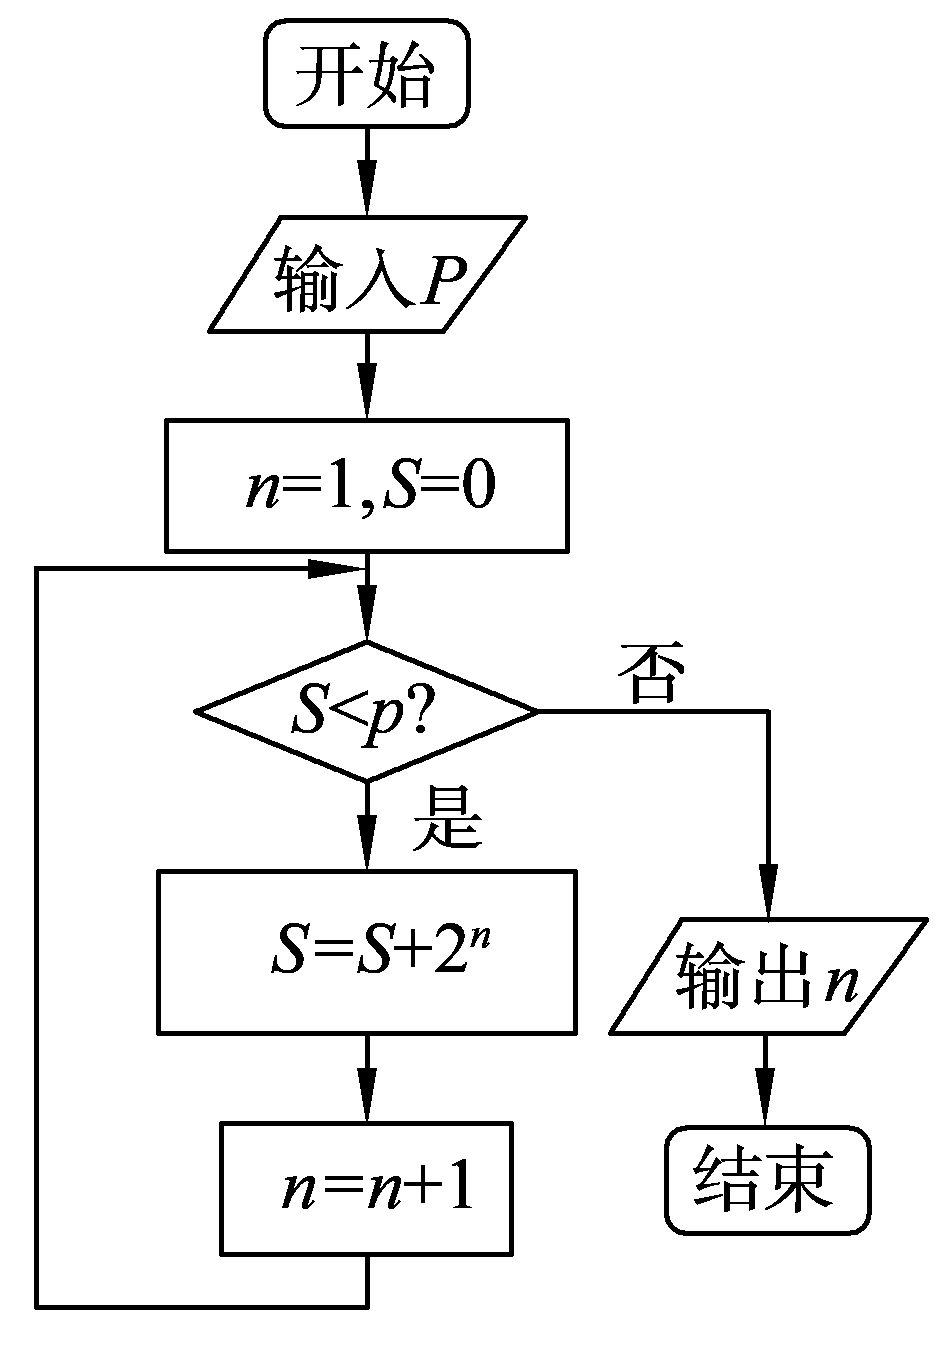 开始
输入P
n=1,S=0
S<p?
否
是
S=S+2ⁿ
输出n
n=n+1
结束